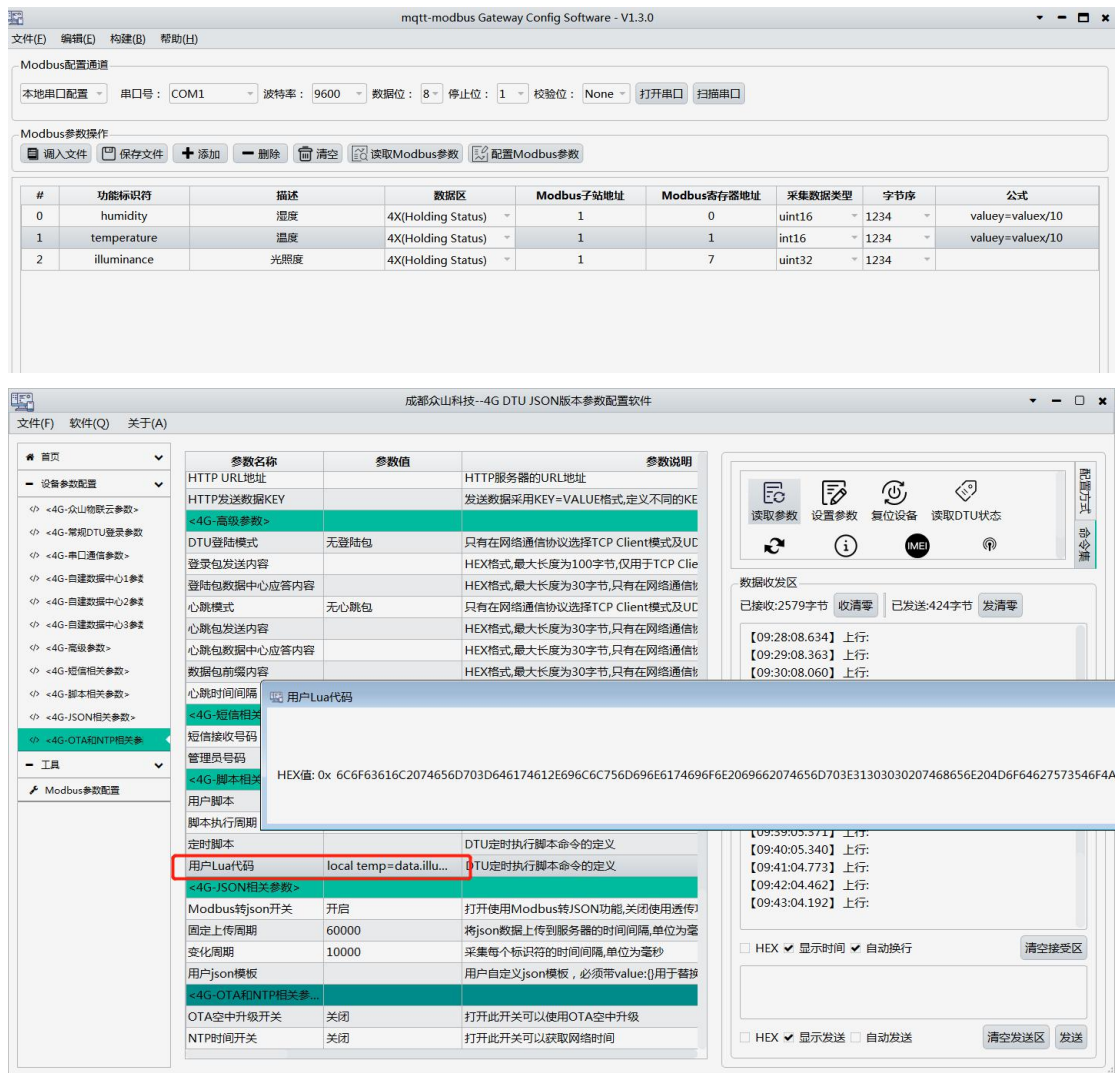 mqtt-modbus Gateway Config Software - V1.3.0
文件(F) 编辑(E) 构建(B) 帮助(H)
Modbus配置通道
本地串口配置 串口号： COM1 波特率： 9600 数据位： 8 停止位： 1 校验位： None 打开串口 扫描串口
Modbus参数操作
调入文件 保存文件 添加 删除 清空 读取Modbus参数 配置Modbus参数
# 功能标识符 描述 数据区 Modbus子站地址 Modbus寄存器地址 采集数据类型 字节序 公式
0 humidity 湿度 4X(Holding Status) 1 0 uint16 1234 valuey=valuex/10
1 temperature 温度 4X(Holding Status) 1 1 int16 1234 valuey=valuex/10
2 illuminance 光照度 4X(Holding Status) 1 7 uint32 1234
成都众山科技--4G DTU JSON版本参数配置软件
文件(F) 软件(Q) 关于(A)
首页
设备参数配置
<4G-众山物联云参数>
<4G-常规DTU登录参数
<4G-串口通信参数>
<4G-自建数据中心1参
<4G-自建数据中心2参
<4G-自建数据中心3参
<4G-高级参数>
<4G-短信相关参数>
<4G-脚本相关参数>
<4G-JSON相关参数>
<4G-OTA和NTP相关参
工具
Modbus参数配置
参数名称 参数值 参数说明
HTTP URL地址 HTTP服务器的URL地址
HTTP发送数据KEY 发送数据采用KEY=VALUE格式,定义不同的KE
<4G-高级参数>
DTU登陆模式 无登陆包 只有在网络通信协议选择TCP Client模式及UD
登录包发送内容 HEX格式,最大长度为100字节,仅用于TCP Clie
登陆包数据中心应答内容 HEX格式,最大长度为30字节,只有在网络通信
心跳模式 无心跳包 只有在网络通信协议选择TCP Client模式及UD
心跳包发送内容 HEX格式,最大长度为30字节,只有在网络通信
心跳包数据中心应答内容 HEX格式,最大长度为30字节,只有在网络通信
数据包前缀内容 HEX格式,最大长度为30字节,只有在网络通信
心跳时间间隔
<4G-短信相关
短信接收号码
管理员号码
<4G-脚本相关
用户脚本
脚本执行周期
定时脚本 DTU定时执行脚本命令的定义
用户Lua代码 local temp=data.illu... DTU定时执行脚本命令的定义
<4G-JSON相关参数>
Modbus转json开关 开启 打开使用Modbus转JSON功能,关闭使用透传
固定上传周期 60000 将json数据上传到服务器的时间间隔,单位为毫
变化周期 10000 采集每个标识符的时间间隔,单位为毫秒
用户json模板 用户自定义json模板，必须带value:{}用于替换
<4G-OTA和NTP相关参...
OTA空中升级开关 关闭 打开此开关可以使用OTA空中升级
NTP时间开关 关闭 打开此开关可以获取网络时间
用户Lua代码
HEX值: 0x 6C6F63616C2074656D703D646174612E696C6C756D696E6174696F6E2069662074656D703E31303030207468656E204D6F64627573546F4A
读取参数 设置参数 复位设备 读取DTU状态
IMEI
配置方式
命令集
数据收发区
已接收:2579字节 收清零 已发送:424字节 发清零
【09:28:08.634】上行:
【09:29:08.363】上行:
【09:30:08.060】上行:
【09:39:05.371】上行:
【09:40:05.340】上行:
【09:41:04.773】上行:
【09:42:04.462】上行:
【09:43:04.192】上行:
HEX 显示时间 自动换行 清空接受区
HEX 显示发送 自动发送 清空发送区 发送